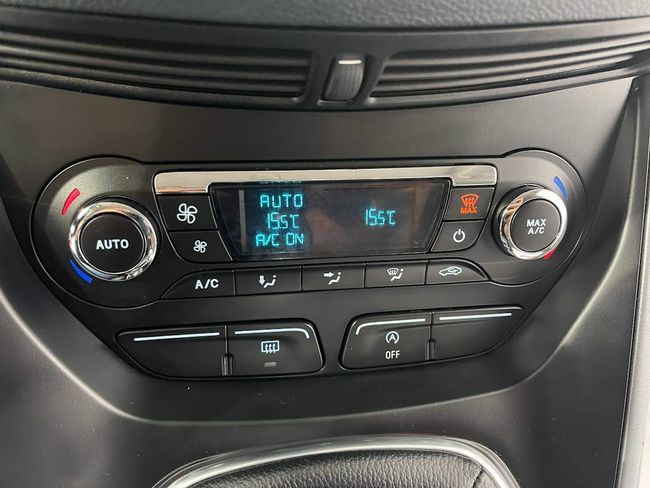 AUTO
15.5°C 15.5°C
A/C ON
MAX
AUTO
MAX
A/C
A/C
OFF